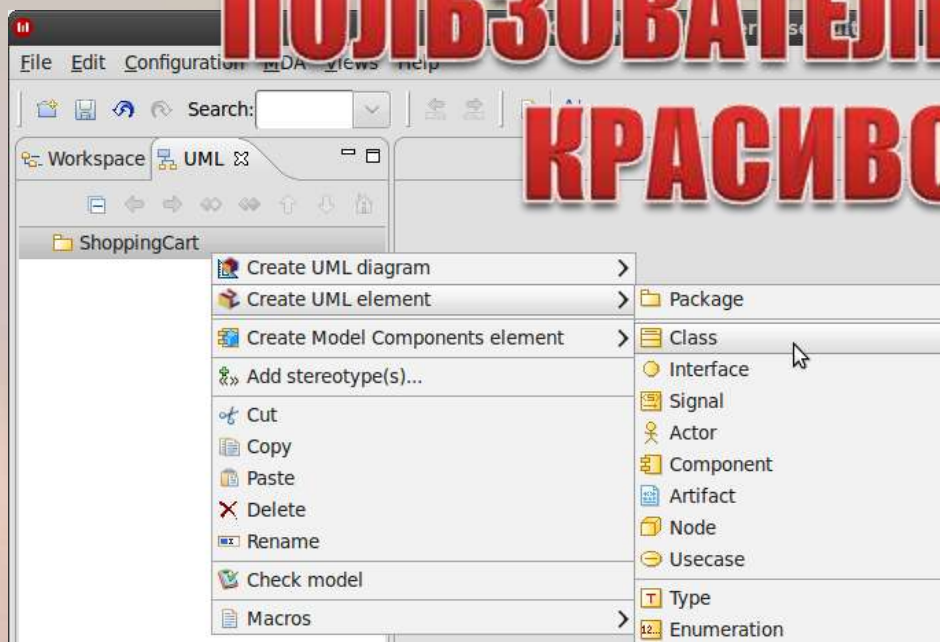 ПОЛЬЗОВАТЕЛ
КРАСИВО
File Edit Configuration MDA Views Help
Search:
Workspace UML
ShoppingCart
Create UML diagram
Create UML element
Create Model Components element
Add stereotype(s)...
Cut
Copy
Paste
Delete
Rename
Check model
Macros
Package
Class
Interface
Signal
Actor
Component
Artifact
Node
Usecase
Type
Enumeration